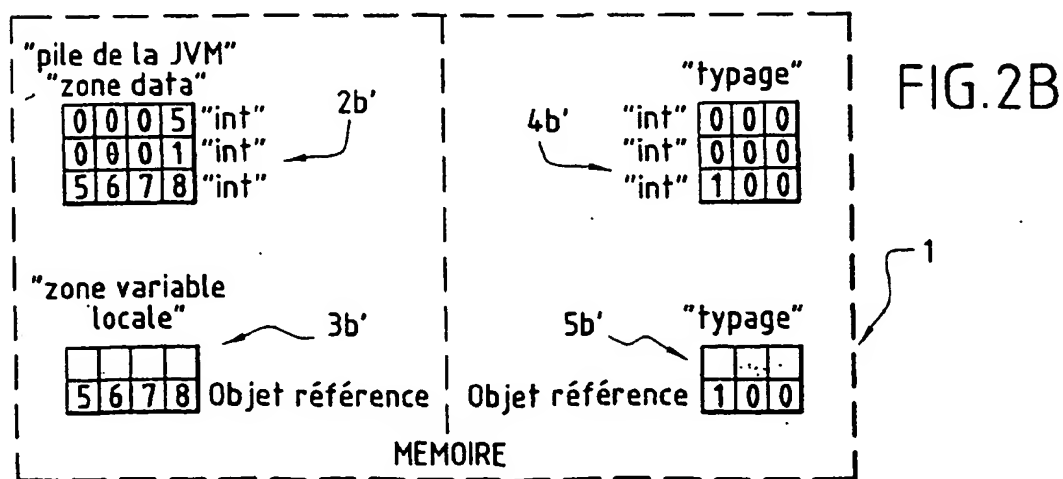 "pile de la JVM"
"zone data"
0 0 0 5 "int"
0 0 0 1 "int"
5 6 7 8 "int"
2b'
"typage"
4b'
"int" 0 0 0
"int" 0 0 0
"int" 1 0 0
FIG.2B
1
"zone variable
locale"
3b'
5 6 7 8 Objet référence
"typage"
5b'
Objet référence 1 0 0
MEMOIRE